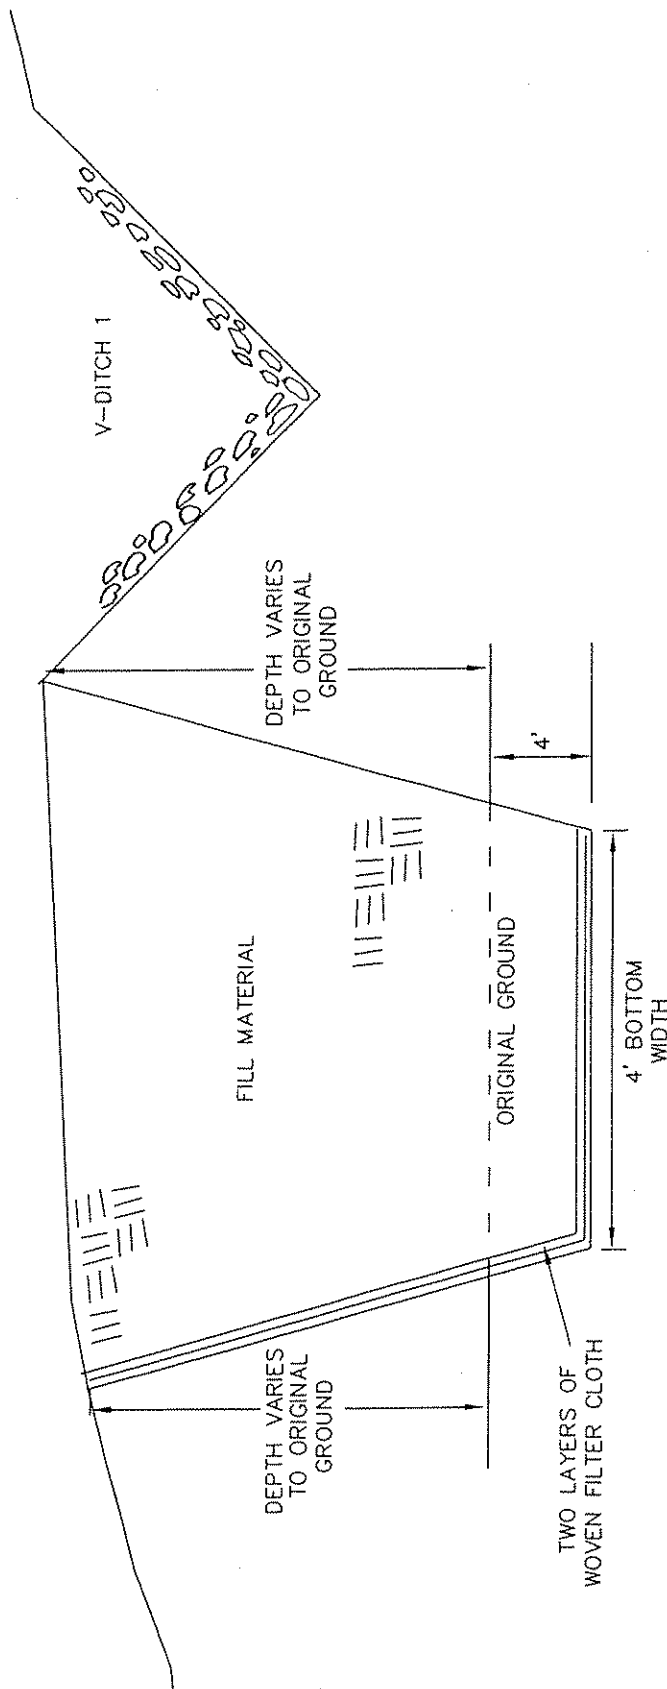 V-DITCH 1
DEPTH VARIES
TO ORIGINAL
GROUND
4'
FILL MATERIAL
ORIGINAL GROUND
4' BOTTOM
WIDTH
DEPTH VARIES
TO ORIGINAL
GROUND
TWO LAYERS OF
WOVEN FILTER CLOTH